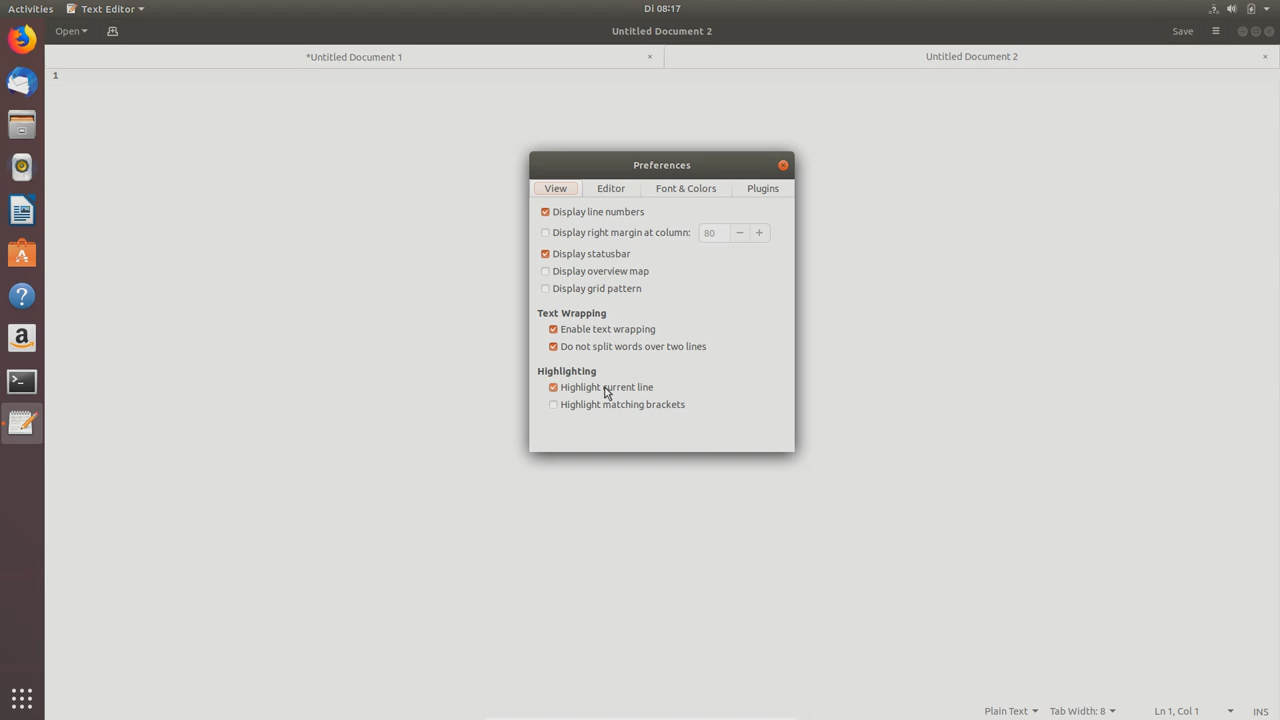 Activities
Text Editor
Di 08:17
Open
Untitled Document 2
Save
*Untitled Document 1
Untitled Document 2
1
Preferences
View
Editor
Font & Colors
Plugins
Display line numbers
Display right margin at column: 80
Display statusbar
Display overview map
Display grid pattern
Text Wrapping
Enable text wrapping
Do not split words over two lines
Highlighting
Highlight current line
Highlight matching brackets
Plain Text
Tab Width: 8
Ln 1, Col 1
INS